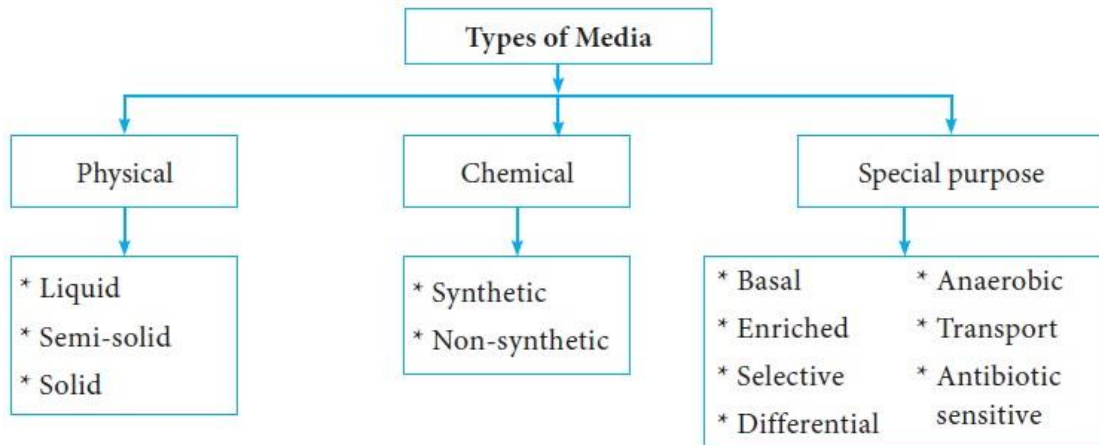 Types of Media
Physical
Chemical
Special purpose
* Liquid
* Semi-solid
* Solid
* Synthetic
* Non-synthetic
* Basal
* Enriched
* Selective
* Differential
* Anaerobic
* Transport
* Antibiotic
sensitive